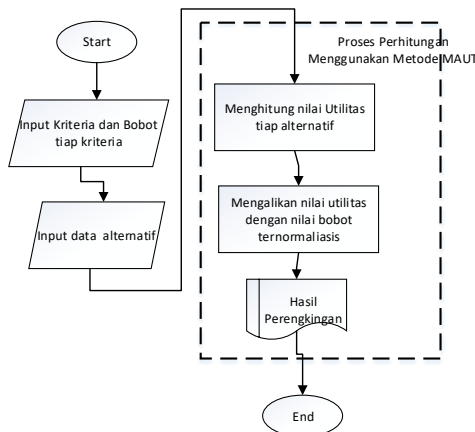 Start
Input Kriteria dan Bobot
tiap kriteria
Input data alternatif
Proses Perhitungan
Menggunakan Metode MAUT
Menghitung nilai Utilitas
tiap alternatif
Mengalikan nilai utilitas
dengan nilai bobot
ternormaliasis
Hasil
Perengkingan
End